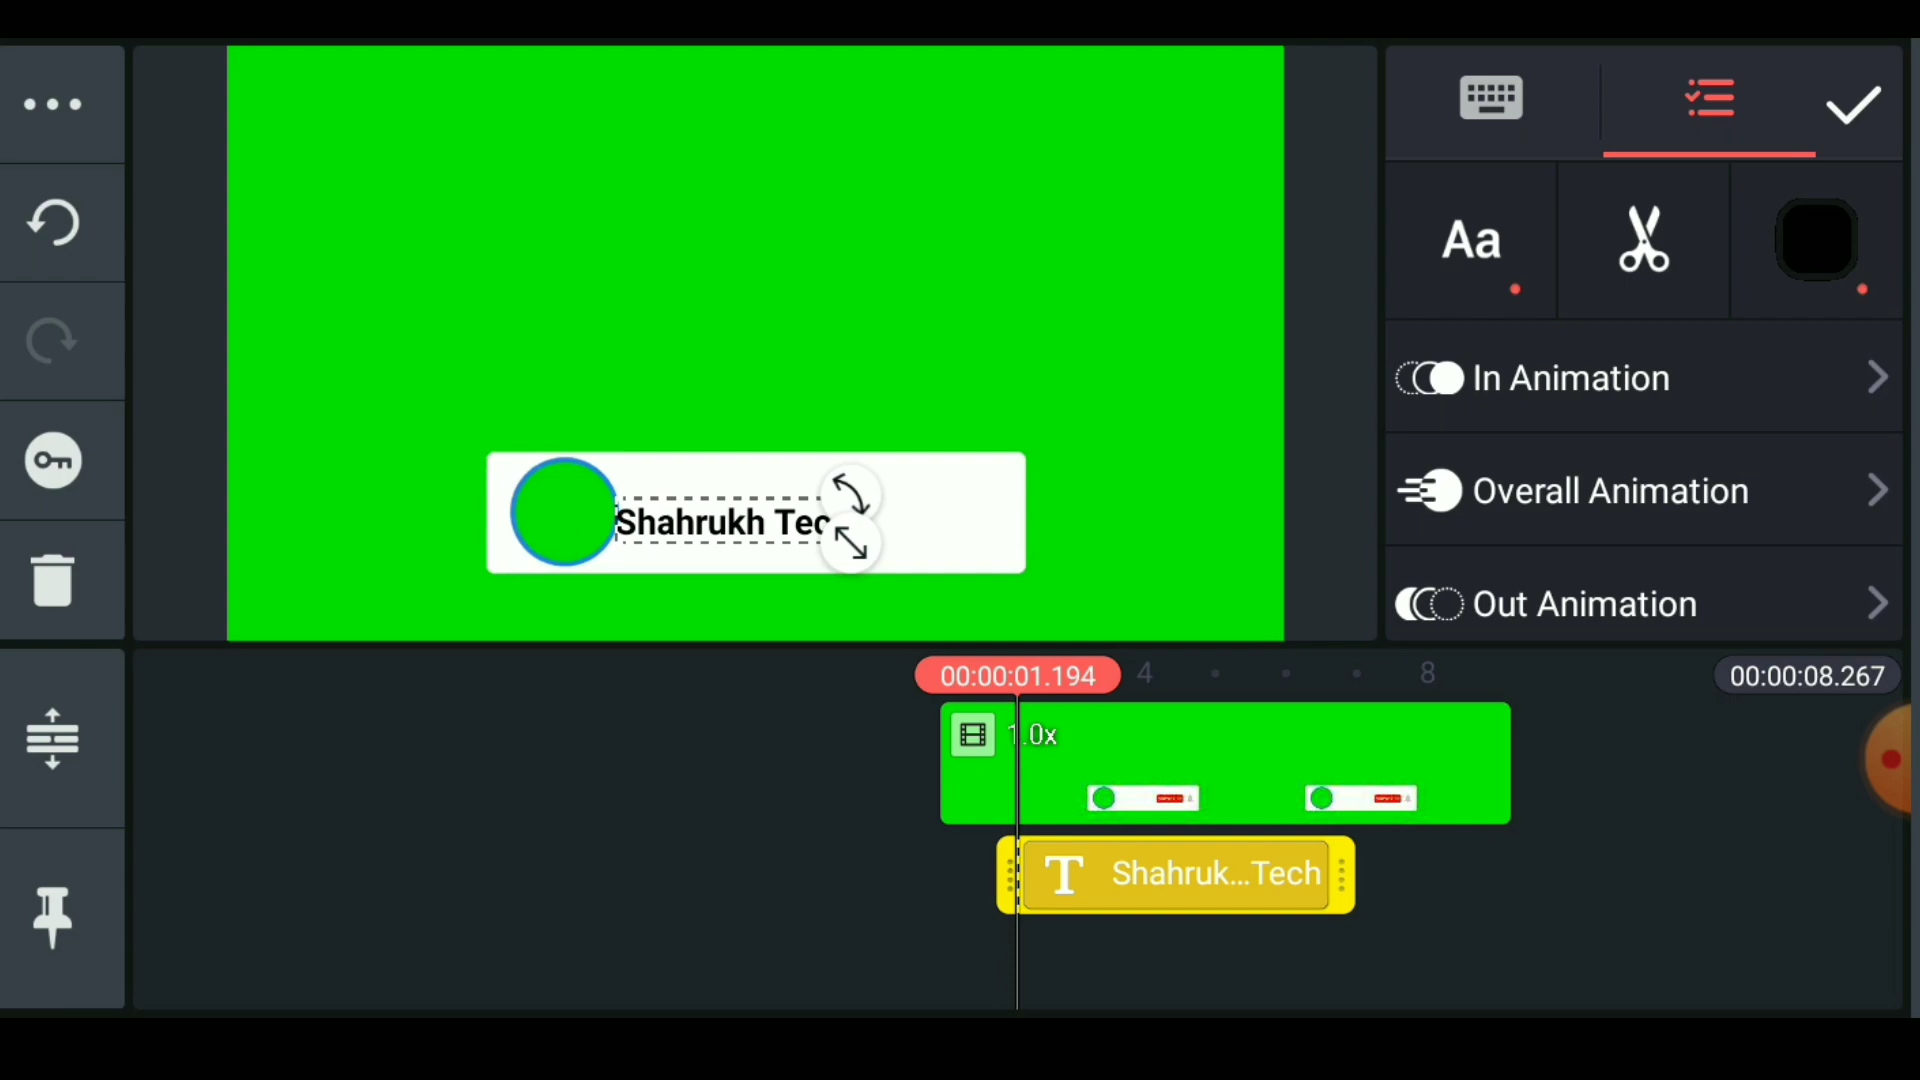 Aa
In Animation
Overall Animation
Out Animation
Shahrukh Tec
00:00:01.194
4
8
00:00:08.267
1.0x
T
Shahruk...Tech